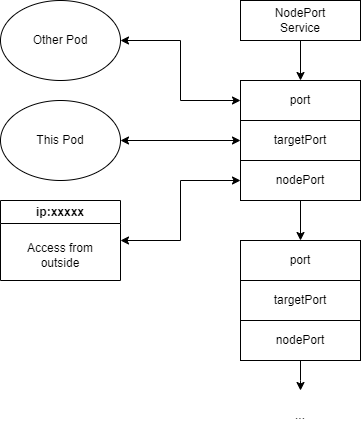 Other Pod
This Pod
ip:xxxxx
Access from
outside
NodePort
Service
port
targetPort
nodePort
port
targetPort
nodePort
...